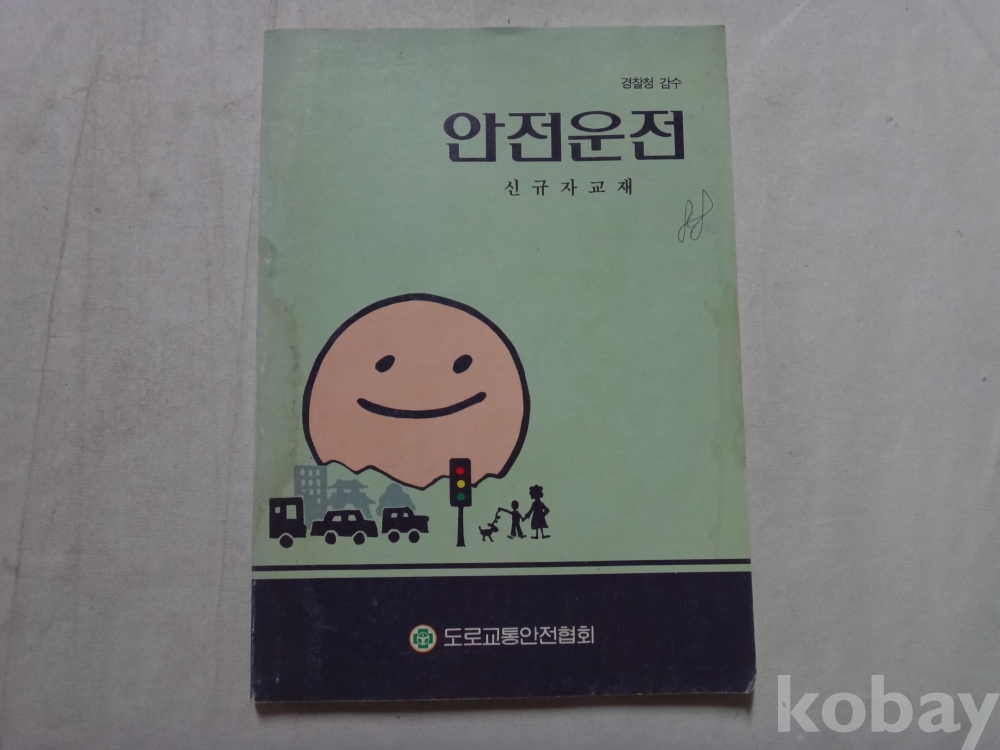 경찰청 감수
안전운전
신규자교재
도로교통안전협회
kobay